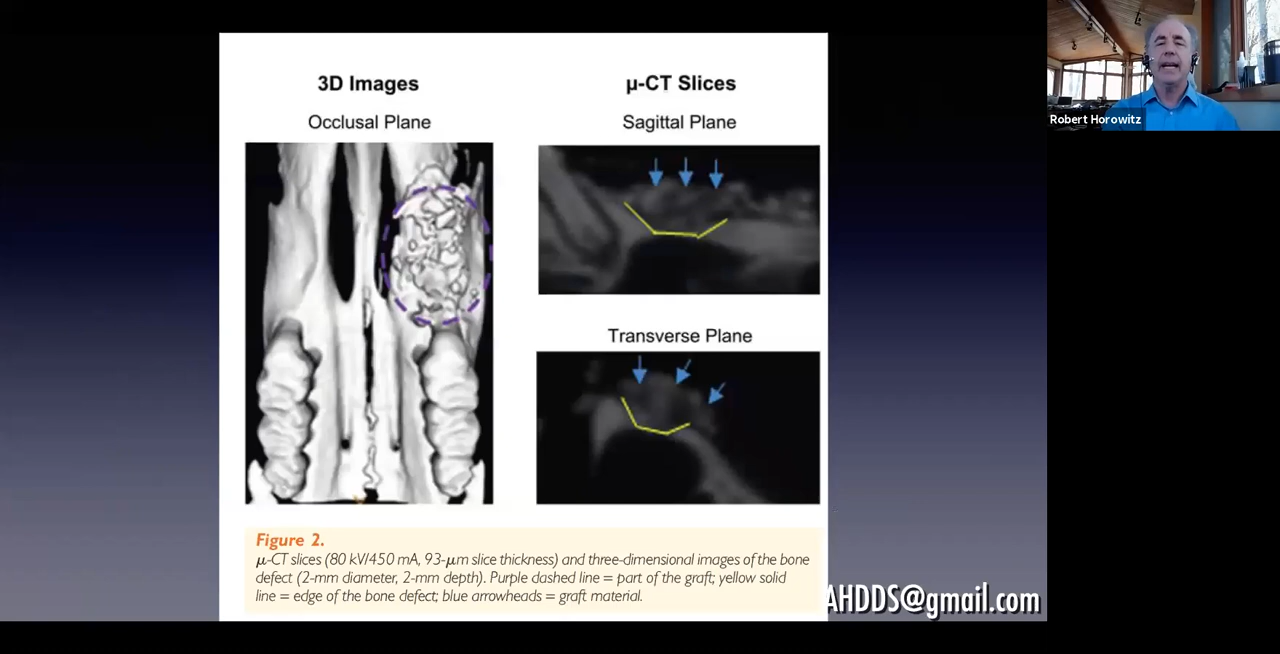 3D Images
μ-CT Slices
Occlusal Plane
Sagittal Plane
Transverse Plane
Figure 2.
μ-CT slices (80 kV/450 mA, 93-μm slice thickness) and three-dimensional images of the bone
defect (2-mm diameter, 2-mm depth). Purple dashed line = part of the graft; yellow solid
line = edge of the bone defect; blue arrowheads = graft material.
AHDDS@gmail.com
Robert Horowitz